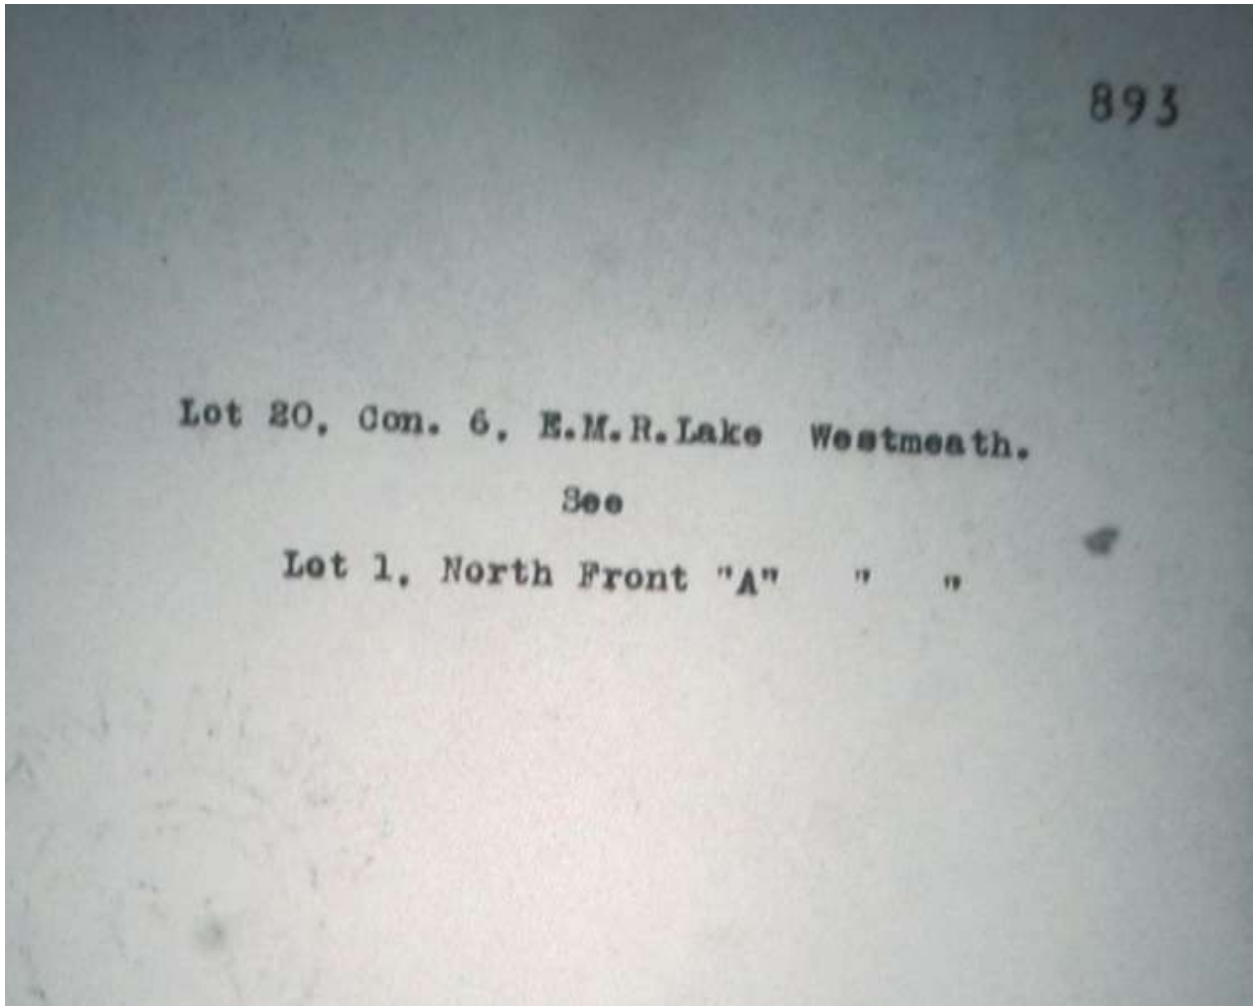 893
Lot 20, Con. 6, E.M.R.Lake Westmeath.
See
Lot 1, North Front "A" " "